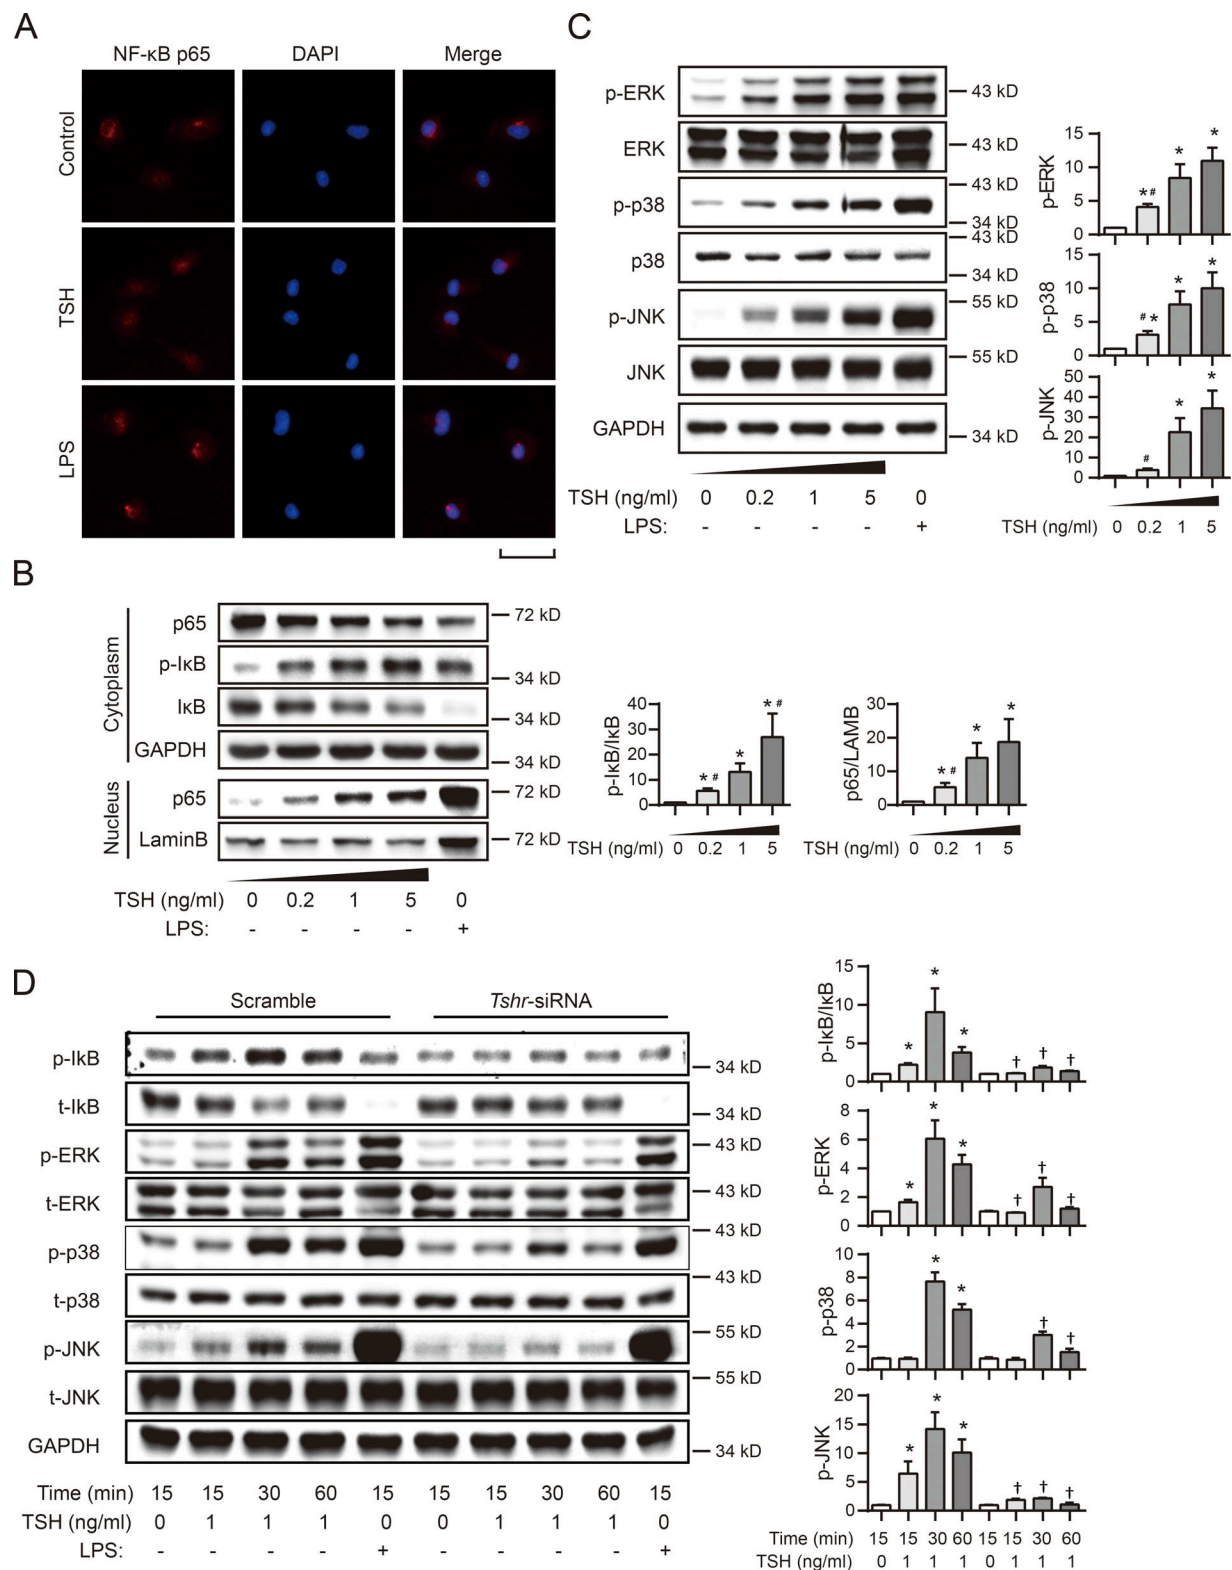 A
NF-κB p65 DAPI Merge
Control
TSH
LPS
B
Cytoplasm
p65
72 kD
p-IκB
34 kD
IκB
34 kD
GAPDH
34 kD
Nucleus
p65
72 kD
LaminB
72 kD
TSH (ng/ml) 0 0.2 1 5 0
LPS: - - - - +
p-IκB/IκB
40
30
20
10
0
* #
*
* #
TSH (ng/ml) 0 0.2 1 5
p65/LAMB
30
20
10
0
* #
*
*
TSH (ng/ml) 0 0.2 1 5
C
p-ERK
43 kD
ERK
43 kD
p-p38
43 kD
34 kD
p38
43 kD
34 kD
p-JNK
55 kD
JNK
55 kD
GAPDH
34 kD
TSH (ng/ml) 0 0.2 1 5 0
LPS: - - - - +
p-ERK
15
10
5
0
* #
*
*
p-p38
15
10
5
0
# *
*
*
p-JNK
50
40
30
20
10
0
#
*
*
TSH (ng/ml) 0 0.2 1 5
D
Scramble Tshr-siRNA
p-IkB
34 kD
t-IkB
34 kD
p-ERK
43 kD
t-ERK
43 kD
p-p38
43 kD
t-p38
43 kD
p-JNK
55 kD
t-JNK
55 kD
GAPDH
34 kD
Time (min) 15 15 30 60 15 15 15 30 60 15
TSH (ng/ml) 0 1 1 1 0 0 1 1 1 0
LPS: - - - - + - - - - +
p-IκB/IκB
15
10
5
0
* * * † † †
p-ERK
8
6
4
2
0
* * * † † †
p-p38
10
8
6
4
2
0
* * † †
p-JNK
20
15
10
5
0
* * * † † †
Time (min) 15 15 30 60 15 15 30 60
TSH (ng/ml) 0 1 1 1 0 1 1 1